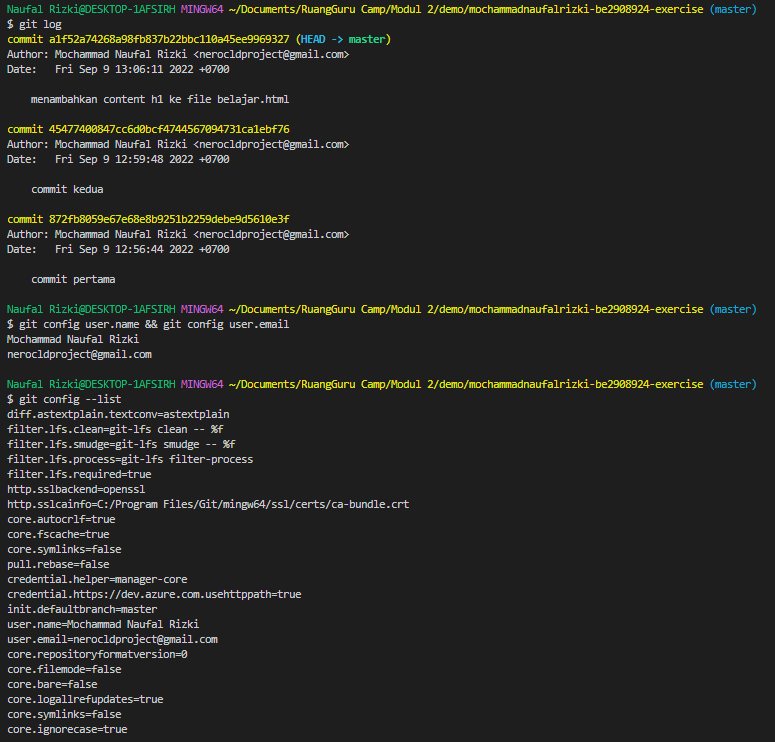 Naufal Rizki@DESKTOP-1AFSIRH MINGW64 ~/Documents/RuangGuru Camp/Modul 2/demo/mochammadnaufalrizki-be2908924-exercise (master)
$ git log
commit a1f52a74268a98fb837b22bbc110a45ee9969327 (HEAD -> master)
Author: Mochammad Naufal Rizki <nerocldproject@gmail.com>
Date:   Fri Sep 9 13:06:11 2022 +0700

    menambahkan content h1 ke file belajar.html

commit 45477400847cc6d0bcf4744567094731ca1ebf76
Author: Mochammad Naufal Rizki <nerocldproject@gmail.com>
Date:   Fri Sep 9 12:59:48 2022 +0700

    commit kedua

commit 872fb8059e67e68e8b9251b2259debe9d5610e3f
Author: Mochammad Naufal Rizki <nerocldproject@gmail.com>
Date:   Fri Sep 9 12:56:44 2022 +0700

    commit pertama

Naufal Rizki@DESKTOP-1AFSIRH MINGW64 ~/Documents/RuangGuru Camp/Modul 2/demo/mochammadnaufalrizki-be2908924-exercise (master)
$ git config user.name && git config user.email
Mochammad Naufal Rizki
nerocldproject@gmail.com

Naufal Rizki@DESKTOP-1AFSIRH MINGW64 ~/Documents/RuangGuru Camp/Modul 2/demo/mochammadnaufalrizki-be2908924-exercise (master)
$ git config --list
diff.astextplain.textconv=astextplain
filter.lfs.clean=git-lfs clean -- %f
filter.lfs.smudge=git-lfs smudge -- %f
filter.lfs.process=git-lfs filter-process
filter.lfs.required=true
http.sslbackend=openssl
http.sslcainfo=C:/Program Files/Git/mingw64/ssl/certs/ca-bundle.crt
core.autocrlf=true
core.fscache=true
core.symlinks=false
pull.rebase=false
credential.helper=manager-core
credential.https://dev.azure.com.usehttppath=true
init.defaultbranch=master
user.name=Mochammad Naufal Rizki
user.email=nerocldproject@gmail.com
core.repositoryformatversion=0
core.filemode=false
core.bare=false
core.logallrefupdates=true
core.symlinks=false
core.ignorecase=true